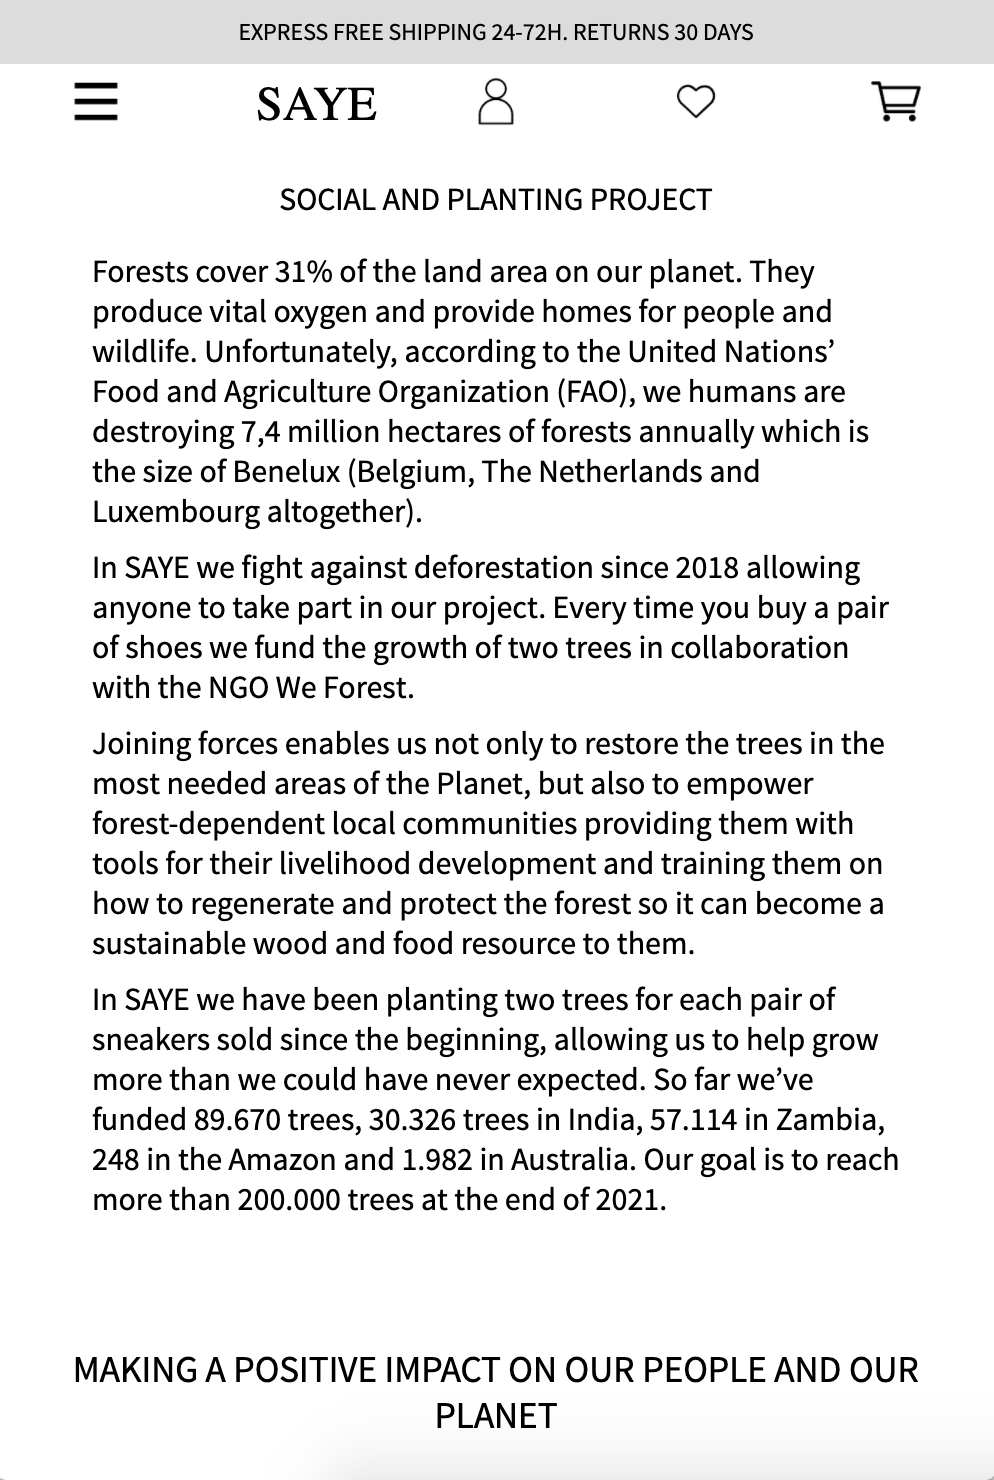 EXPRESS FREE SHIPPING 24-72H. RETURNS 30 DAYS
SAYE
SOCIAL AND PLANTING PROJECT
Forests cover 31% of the land area on our planet. They
produce vital oxygen and provide homes for people and
wildlife. Unfortunately, according to the United Nations’
Food and Agriculture Organization (FAO), we humans are
destroying 7,4 million hectares of forests annually which is
the size of Benelux (Belgium, The Netherlands and
Luxembourg altogether).
In SAYE we fight against deforestation since 2018 allowing
anyone to take part in our project. Every time you buy a pair
of shoes we fund the growth of two trees in collaboration
with the NGO We Forest.
Joining forces enables us not only to restore the trees in the
most needed areas of the Planet, but also to empower
forest-dependent local communities providing them with
tools for their livelihood development and training them on
how to regenerate and protect the forest so it can become a
sustainable wood and food resource to them.
In SAYE we have been planting two trees for each pair of
sneakers sold since the beginning, allowing us to help grow
more than we could have never expected. So far we’ve
funded 89.670 trees, 30.326 trees in India, 57.114 in Zambia,
248 in the Amazon and 1.982 in Australia. Our goal is to reach
more than 200.000 trees at the end of 2021.
MAKING A POSITIVE IMPACT ON OUR PEOPLE AND OUR
PLANET